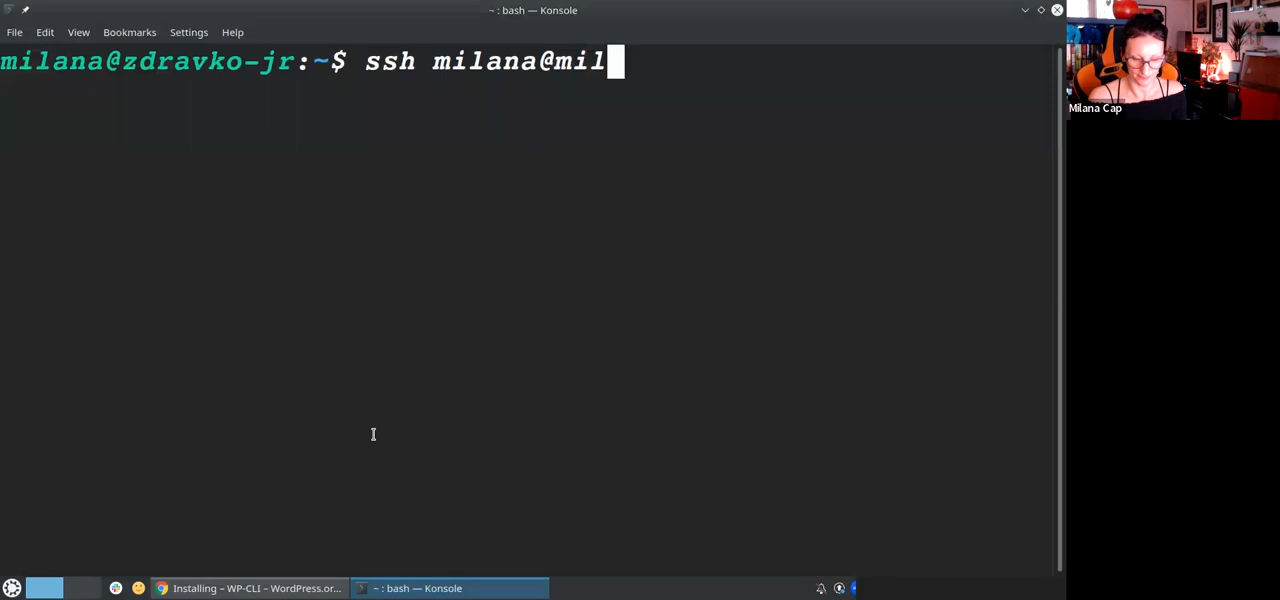 ~ : bash — Konsole
File Edit View Bookmarks Settings Help
milana@zdravko-jr:~$ ssh milana@mil
Milana Cap
Installing – WP-CLI – WordPress.or...
~ : bash — Konsole